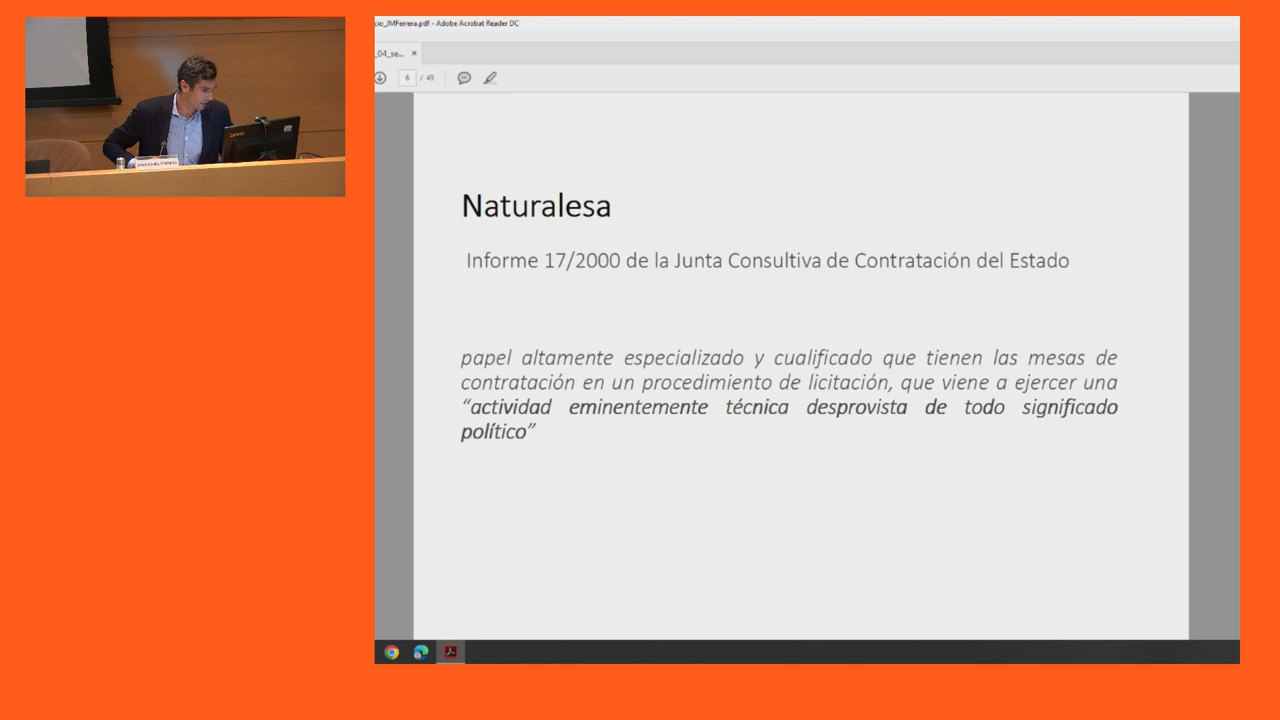 cio_JMFerrera.pdf - Adobe Acrobat Reader DC
_04_se...
6 / 49
Naturalesa
Informe 17/2000 de la Junta Consultiva de Contratación del Estado
papel altamente especializado y cualificado que tienen las mesas de
contratación en un procedimiento de licitación, que viene a ejercer una
“actividad eminentemente técnica desprovista de todo significado
político”